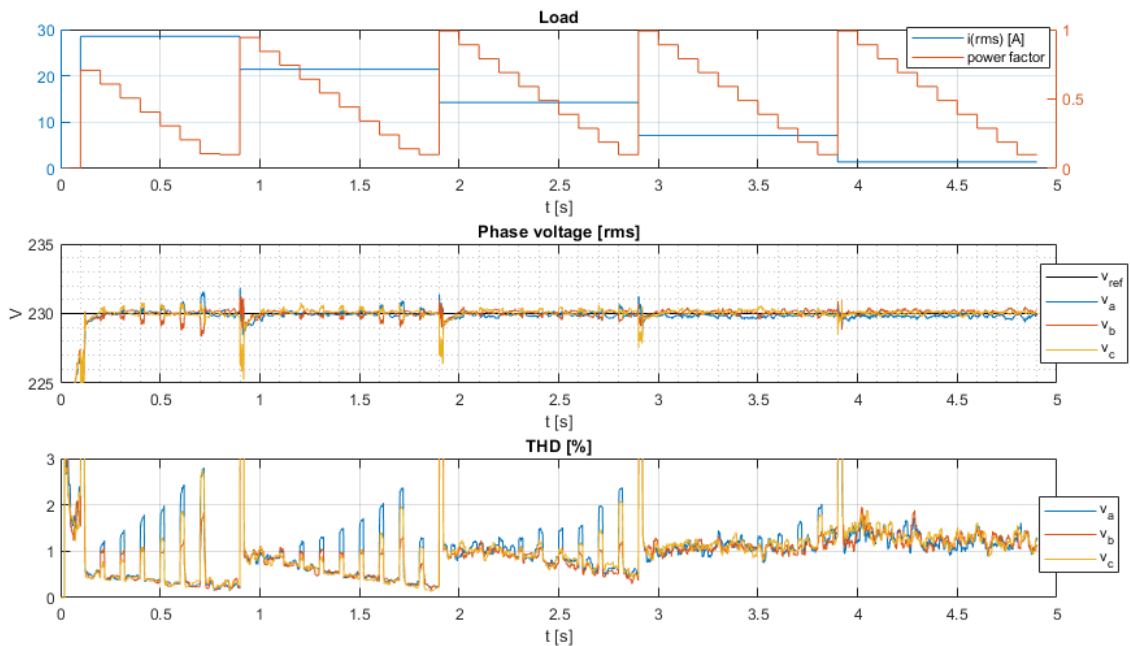 Load
30
20
10
0
1
0.5
0
i(rms) [A]
power factor
0 0.5 1 1.5 2 2.5 3 3.5 4 4.5 5
t [s]
Phase voltage [rms]
235
230
225
V
v_ref
v_a
v_b
v_c
0 0.5 1 1.5 2 2.5 3 3.5 4 4.5 5
t [s]
THD [%]
3
2
1
0
v_a
v_b
v_c
0 0.5 1 1.5 2 2.5 3 3.5 4 4.5 5
t [s]